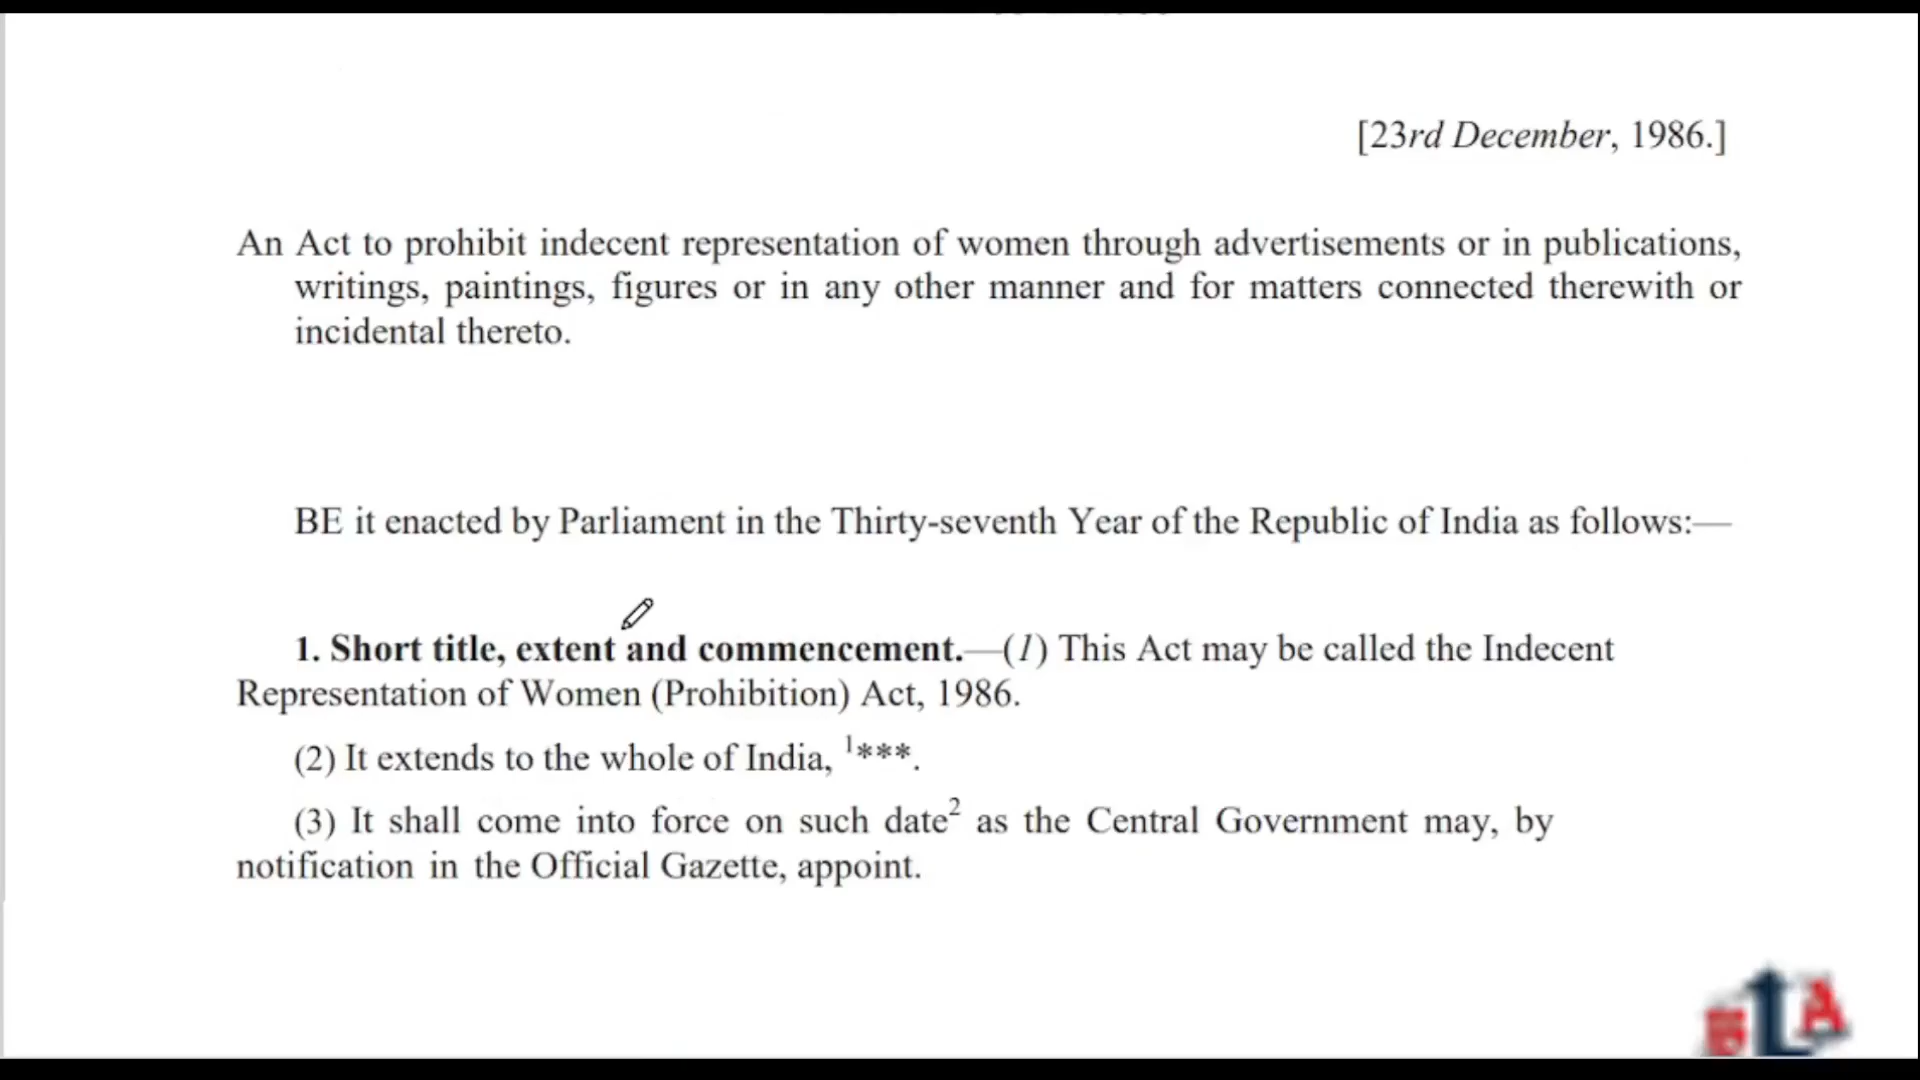 [23rd December, 1986.]
An Act to prohibit indecent representation of women through advertisements or in publications,
writings, paintings, figures or in any other manner and for matters connected therewith or
incidental thereto.
BE it enacted by Parliament in the Thirty-seventh Year of the Republic of India as follows:—
1. Short title, extent and commencement.—(1) This Act may be called the Indecent
Representation of Women (Prohibition) Act, 1986.
(2) It extends to the whole of India, 1***.
(3) It shall come into force on such date2 as the Central Government may, by
notification in the Official Gazette, appoint.